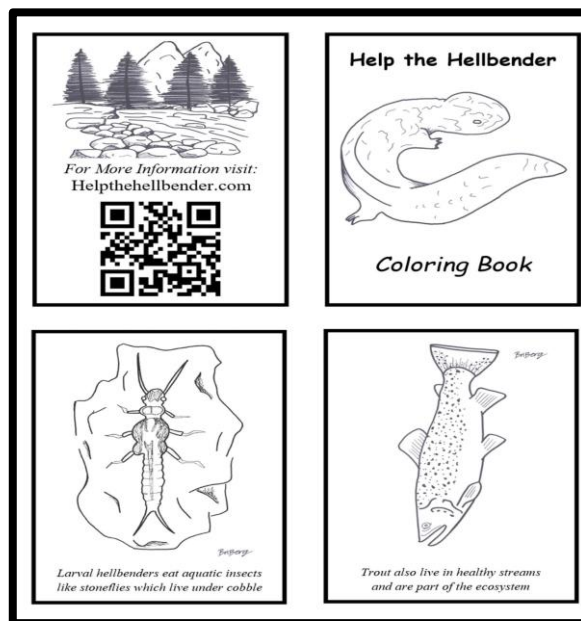 For More Information visit:
Helpthehellbender.com
Help the Hellbender
Coloring Book
Larval hellbenders eat aquatic insects
like stoneflies which live under cobble
Trout also live in healthy streams
and are part of the ecosystem